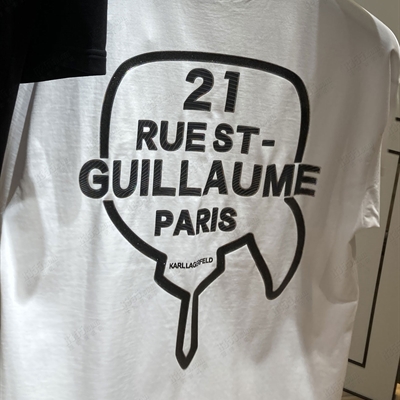 21
RUE ST-
GUILLAUME
PARIS
KARL LAGERFELD